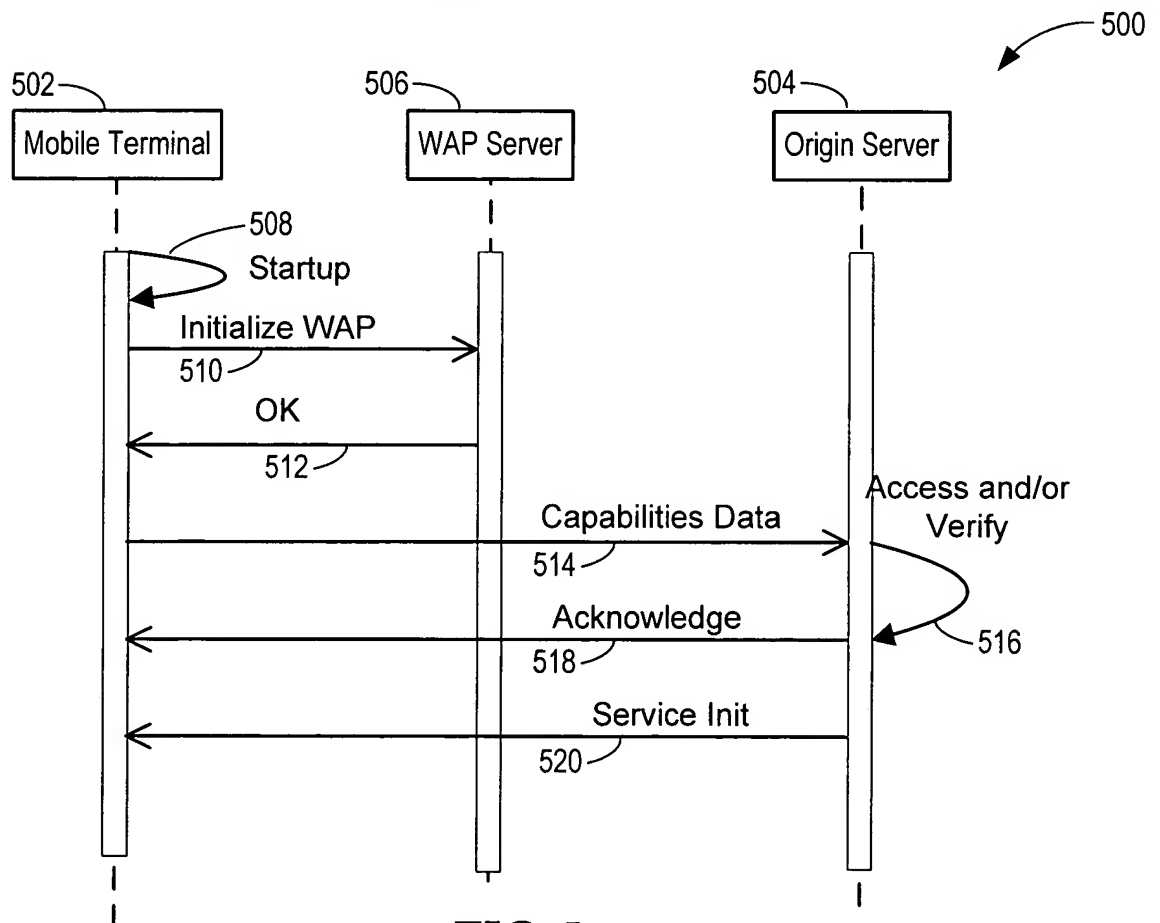 500
502
506
504
Mobile Terminal
WAP Server
Origin Server
508
Startup
Initialize WAP
510
OK
512
Access and/or
Verify
Capabilities Data
514
Acknowledge
518
516
Service Init
520